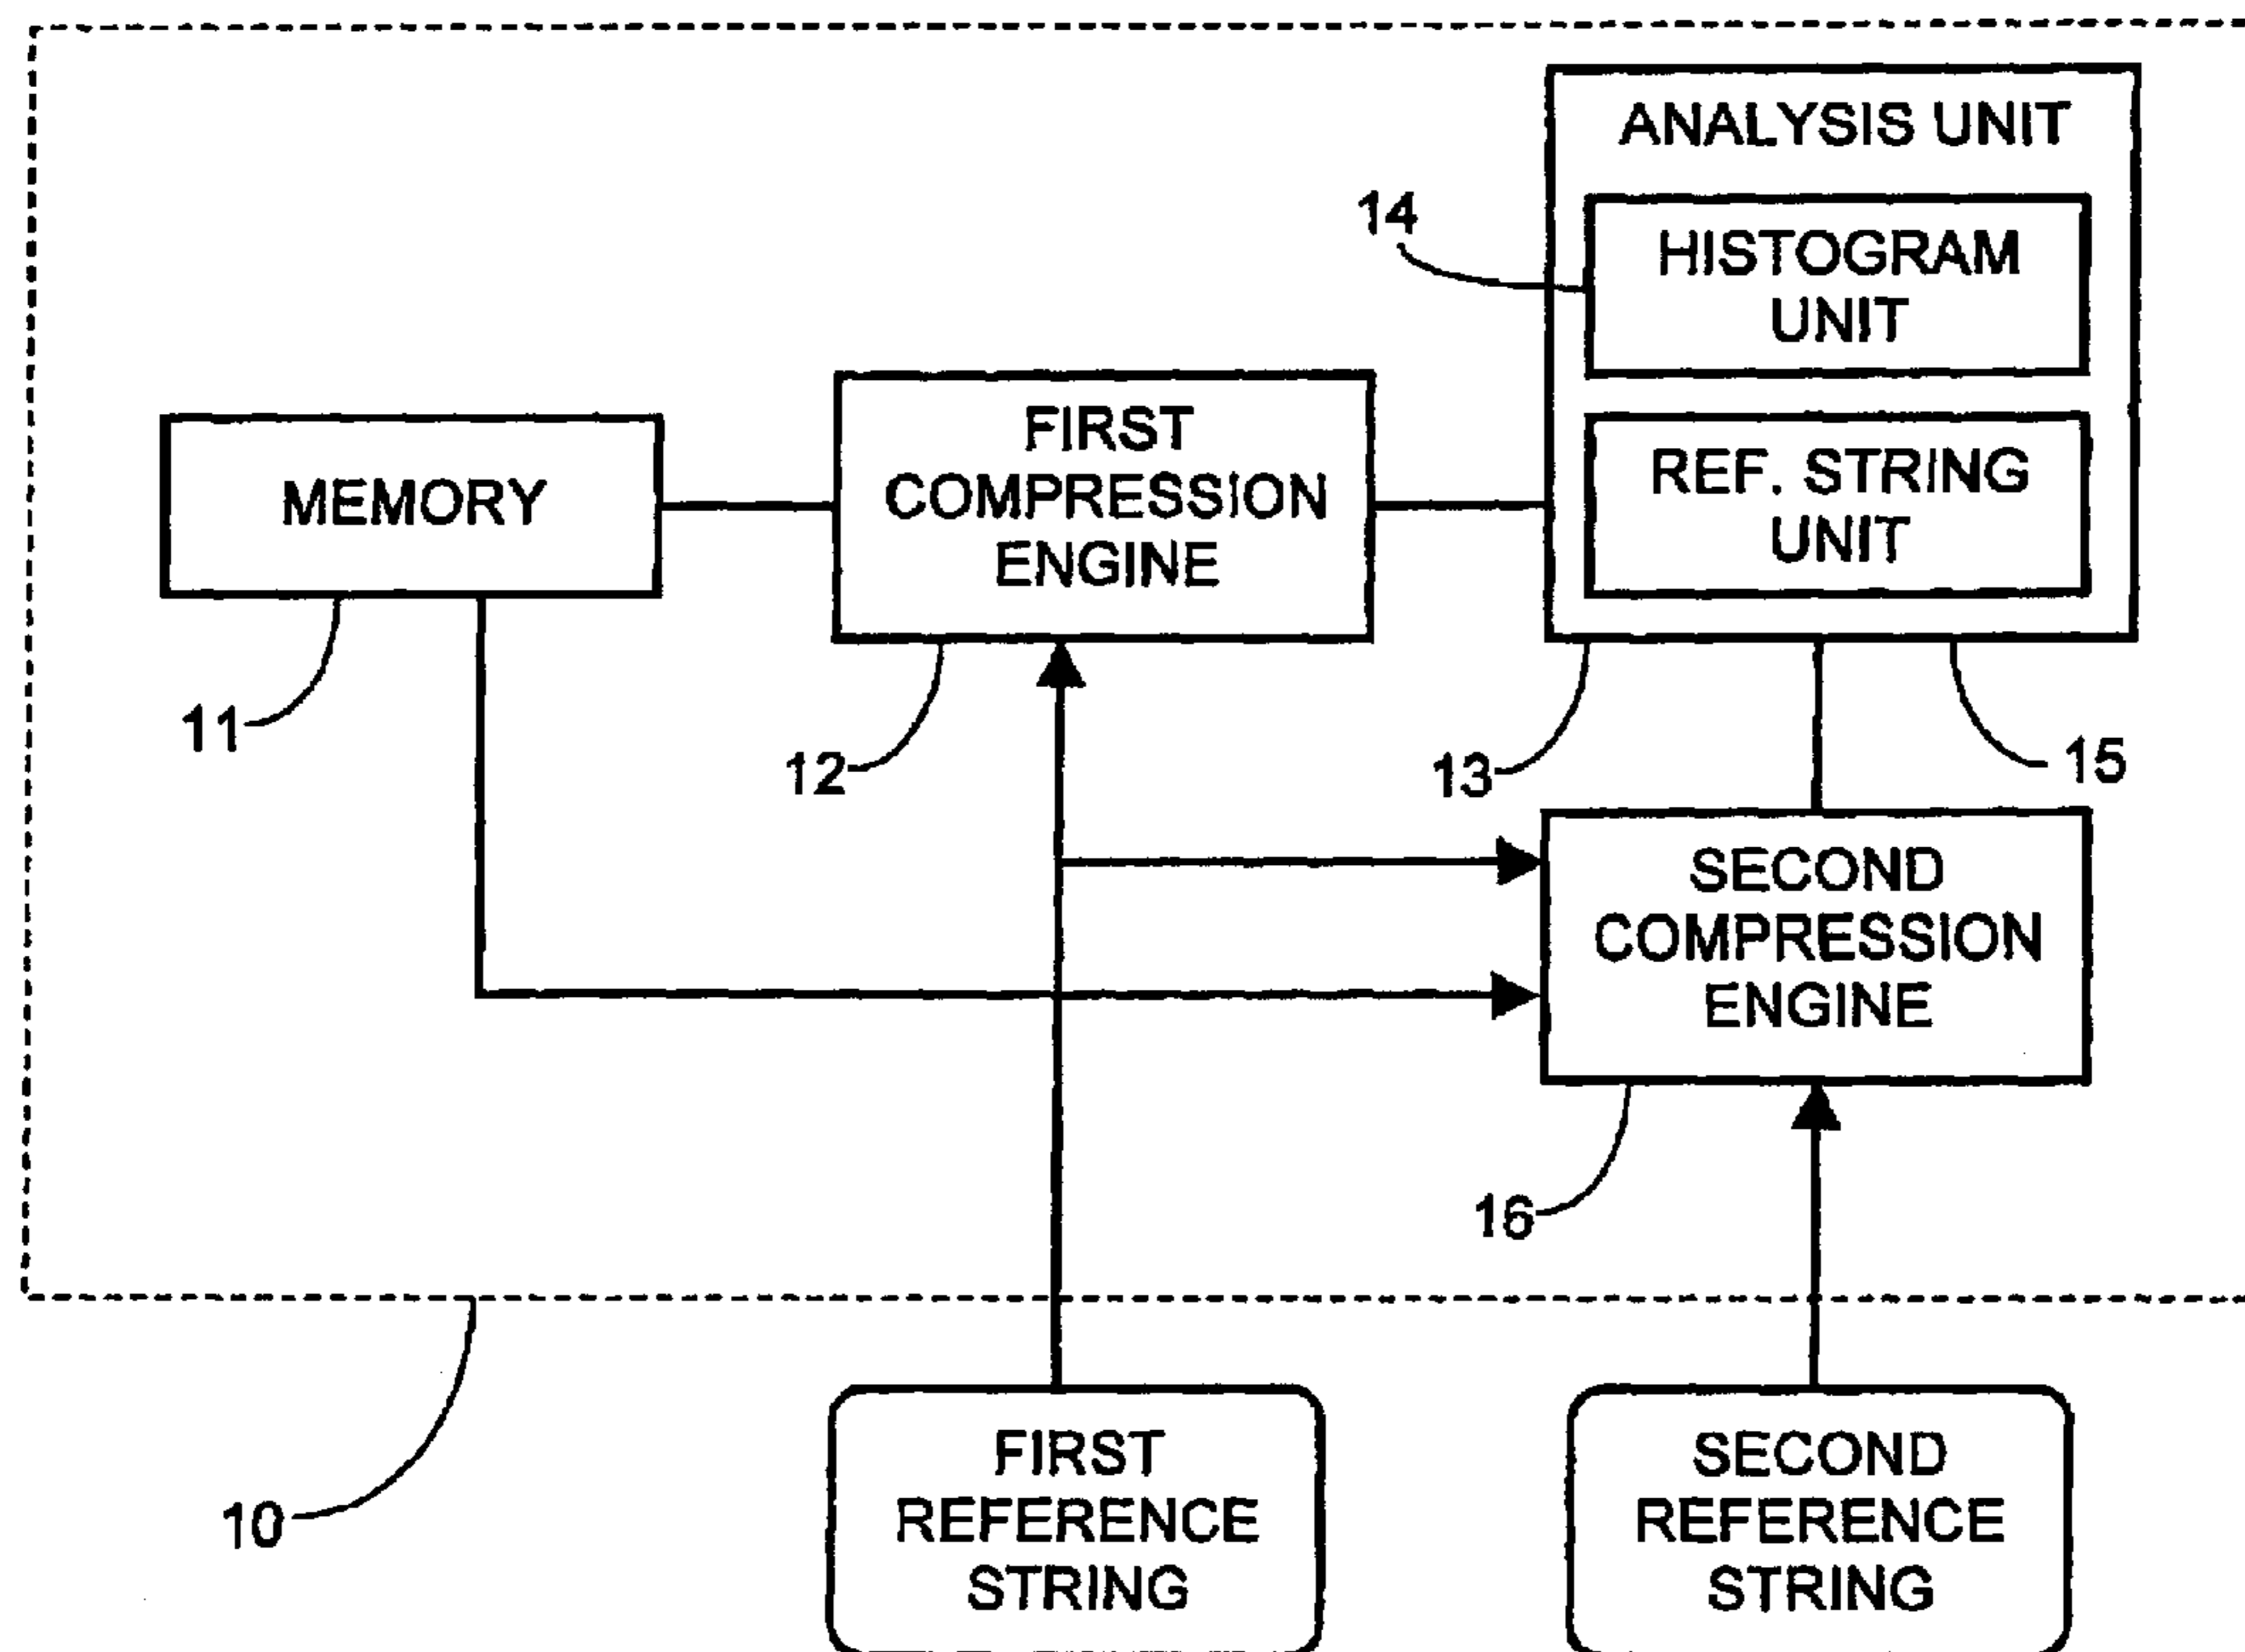 ANALYSIS UNIT
14
HISTOGRAM
UNIT
REF. STRING
UNIT
FIRST
COMPRESSION
ENGINE
MEMORY
11
12
13
15
SECOND
COMPRESSION
ENGINE
16
10
FIRST
REFERENCE
STRING
SECOND
REFERENCE
STRING